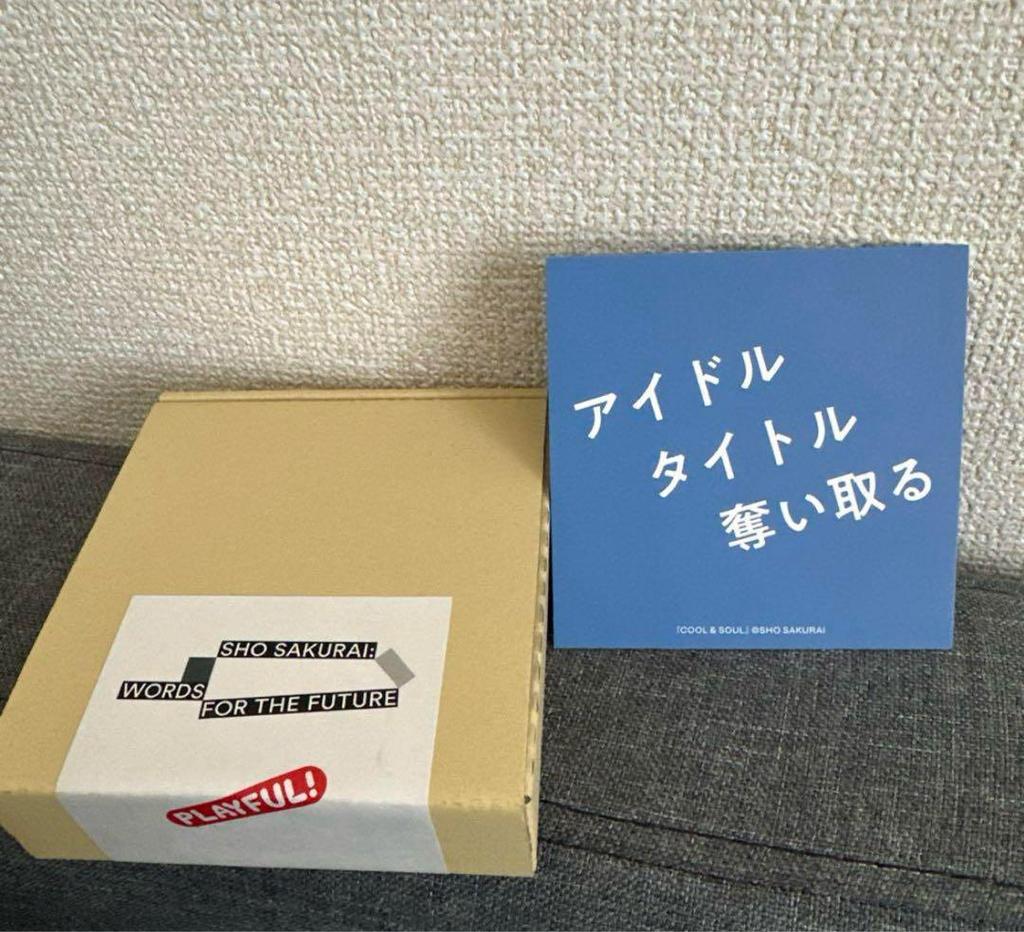 アイドル
タイトル
奪い取る
「COOL & SOUL」©SHO SAKURAI
SHO SAKURAI:
WORDS
FOR THE FUTURE
PLAYFUL!